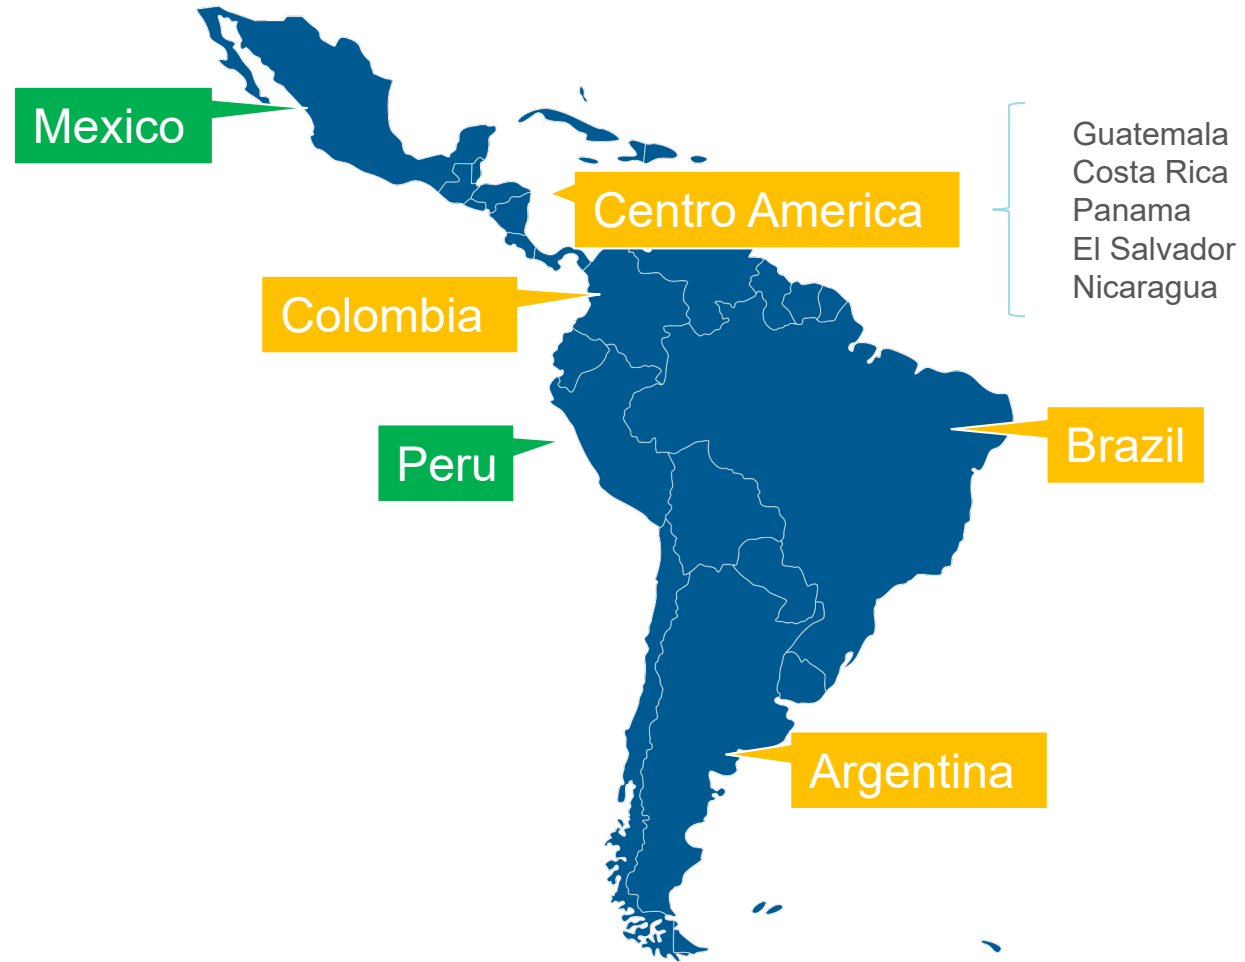 Mexico
Guatemala
Costa Rica
Panama
El Salvador
Nicaragua
Centro America
Colombia
Brazil
Peru
Argentina